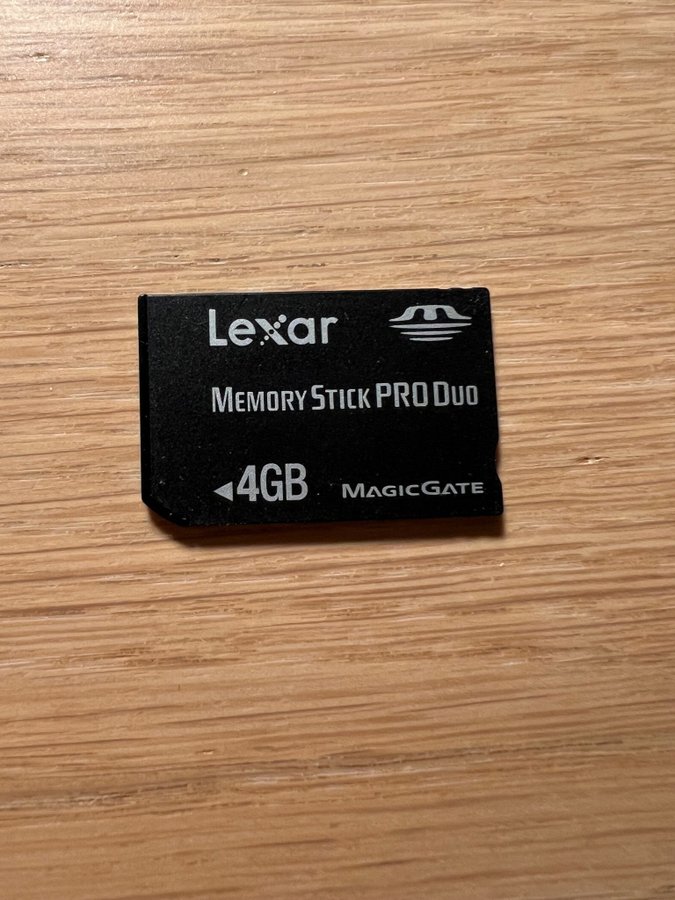 Lexar
MEMORY STICK PRO DUO
◄4GB MAGICGATE